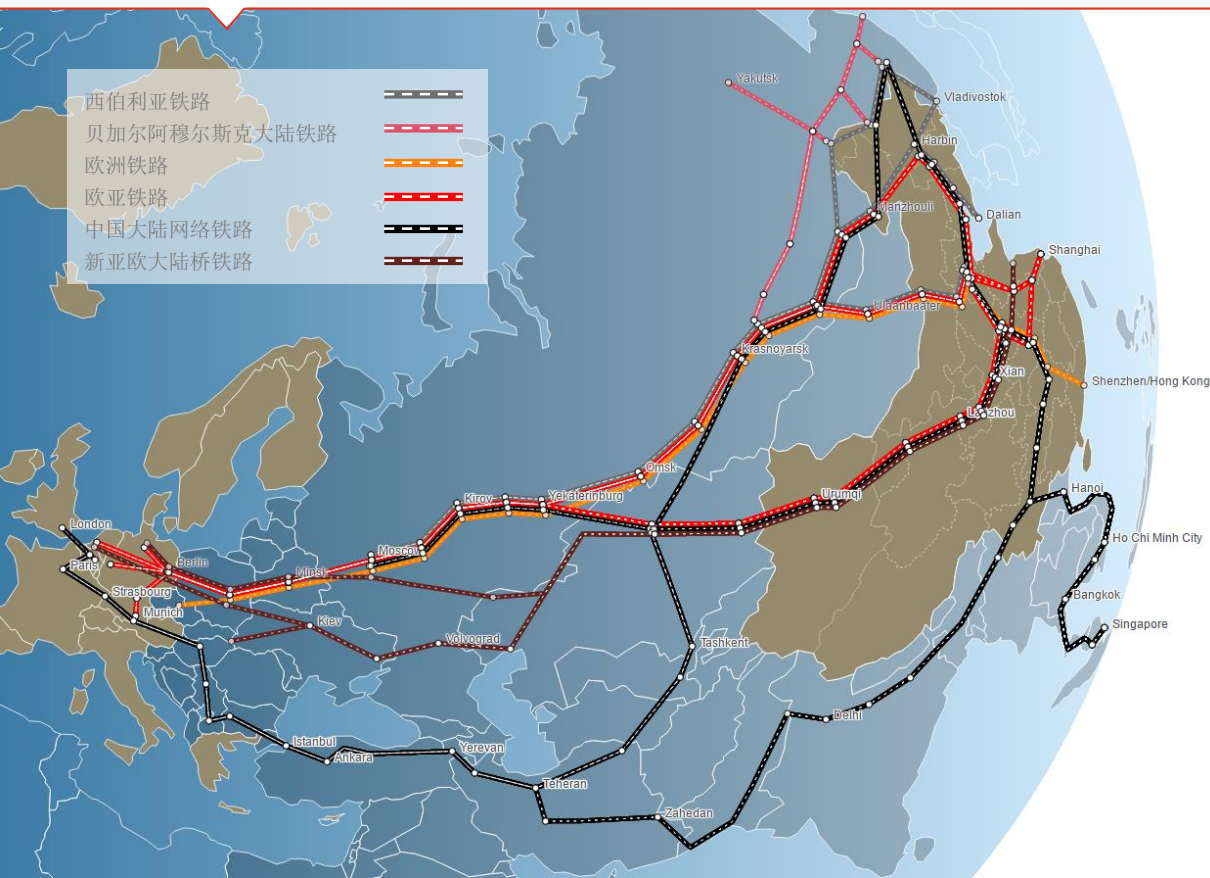 西伯利亚铁路
贝加尔阿穆尔斯克大陆铁路
欧洲铁路
欧亚铁路
中国大陆网络铁路
新亚欧大陆桥铁路
Yakutsk
Vladivostok
Harbin
Manzhouli
Dalian
Shanghai
Ulaanbaater
Krasnoyarsk
Xian
Shenzhen/Hong Kong
Lanzhou
Omsk
Urumqi
Hanoi
Kirov
Yekaterinburg
London
Ho Chi Minh City
Moscow
Paris
Berlin
Minsk
Strasbourg
Bangkok
Munich
Kiev
Singapore
Volvograd
Tashkent
Delhi
Istanbul
Ankara
Yerevan
Teheran
Zahedan